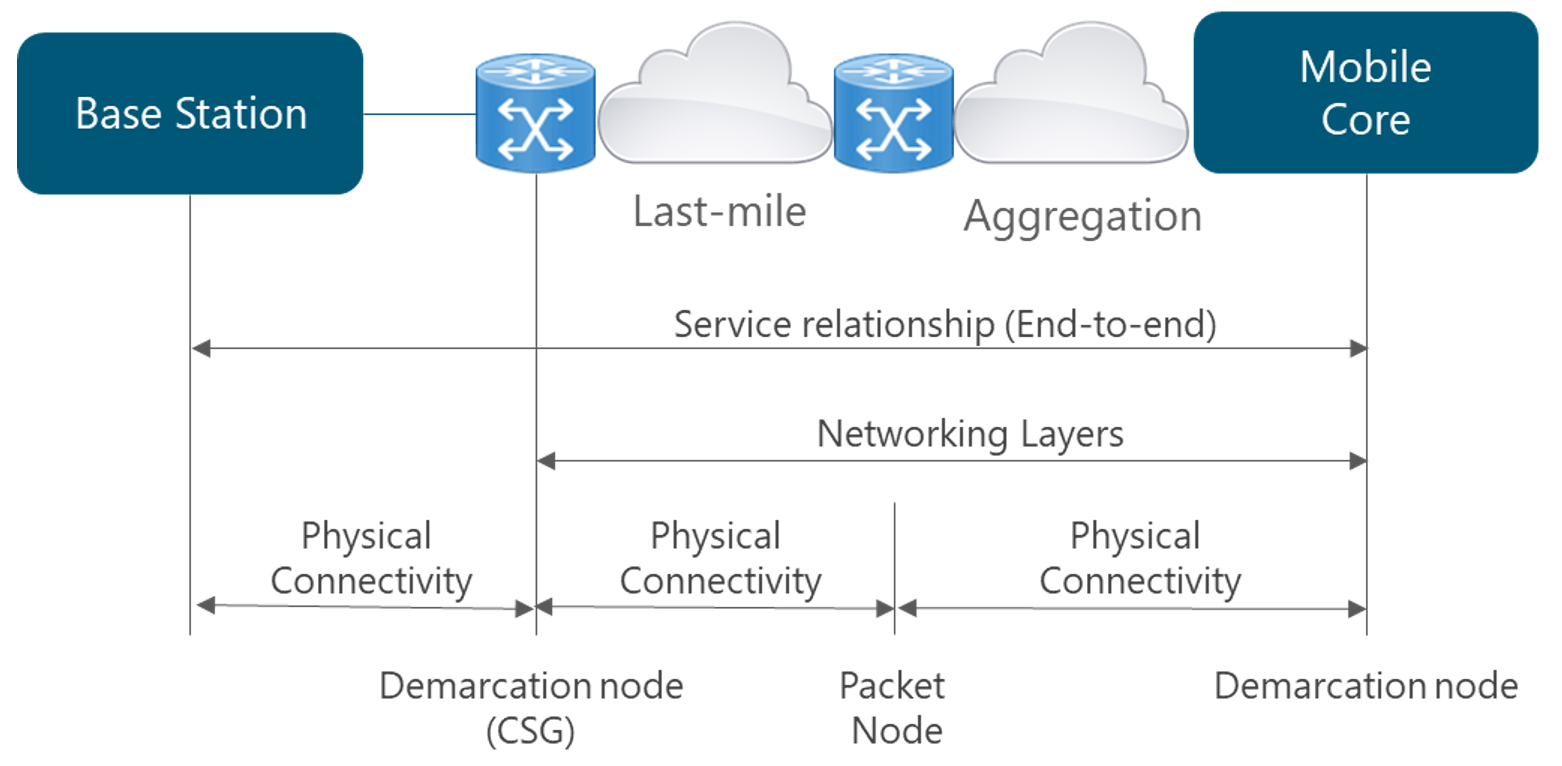 Base Station
Mobile
Core
Last-mile
Aggregation
Service relationship (End-to-end)
Networking Layers
Physical
Connectivity
Physical
Connectivity
Physical
Connectivity
Demarcation node
(CSG)
Packet
Node
Demarcation node